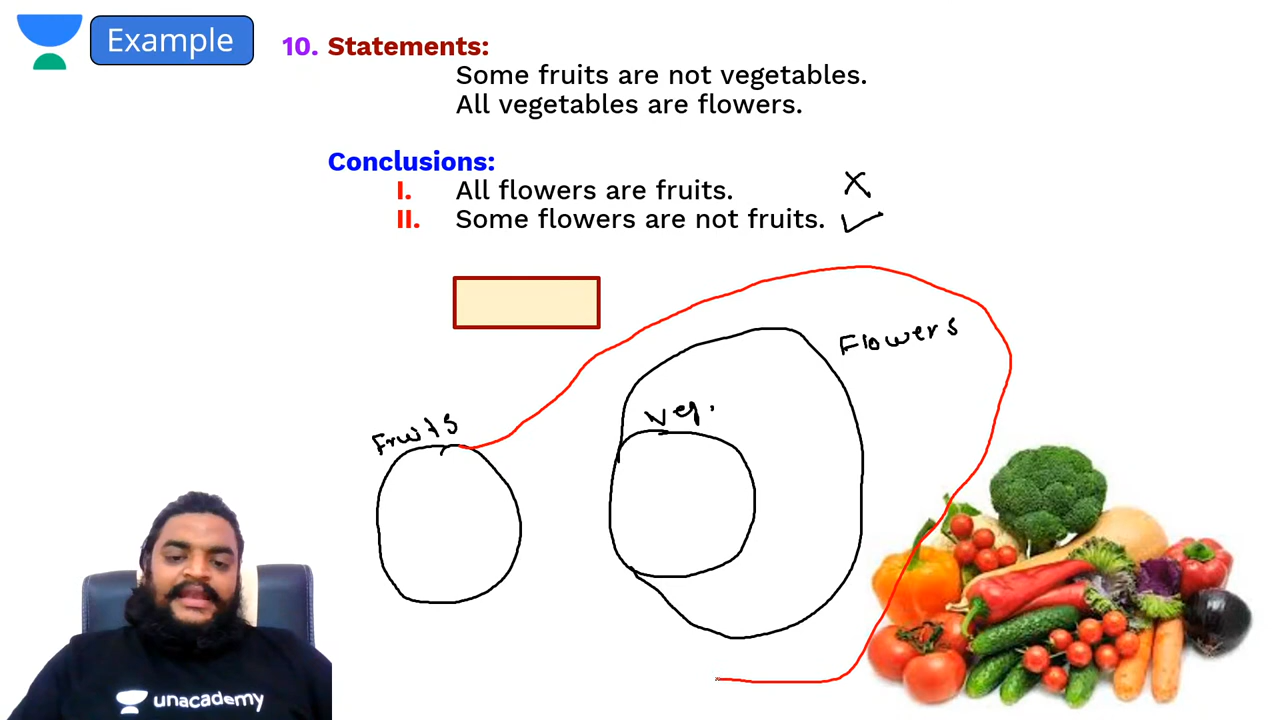 Example
10. Statements:
Some fruits are not vegetables.
All vegetables are flowers.
Conclusions:
I. All flowers are fruits. X
II. Some flowers are not fruits. ✓
Flowers
Veg.
Fruits
unacademy